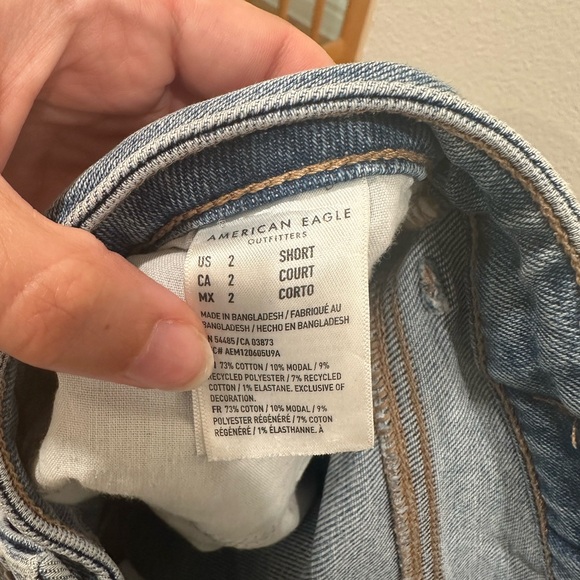 AMERICAN EAGLE
OUTFITTERS
US 2 SHORT
CA 2 COURT
MX 2 CORTO
MADE IN BANGLADESH / FABRIQUÉ AU
BANGLADESH / HECHO EN BANGLADESH
54485/CA 03873
AEM120605U9A
73% COTTON / 10% MODAL / 9%
RECYCLED POLYESTER / 7% RECYCLED
COTTON / 1% ELASTANE. EXCLUSIVE OF
DECORATION.
FR 73% COTON / 10% MODAL / 9%
POLYESTER RÉGÉNÉRÉ / 7% COTON
RÉGÉNÉRÉ / 1% ÉLASTHANNE. À